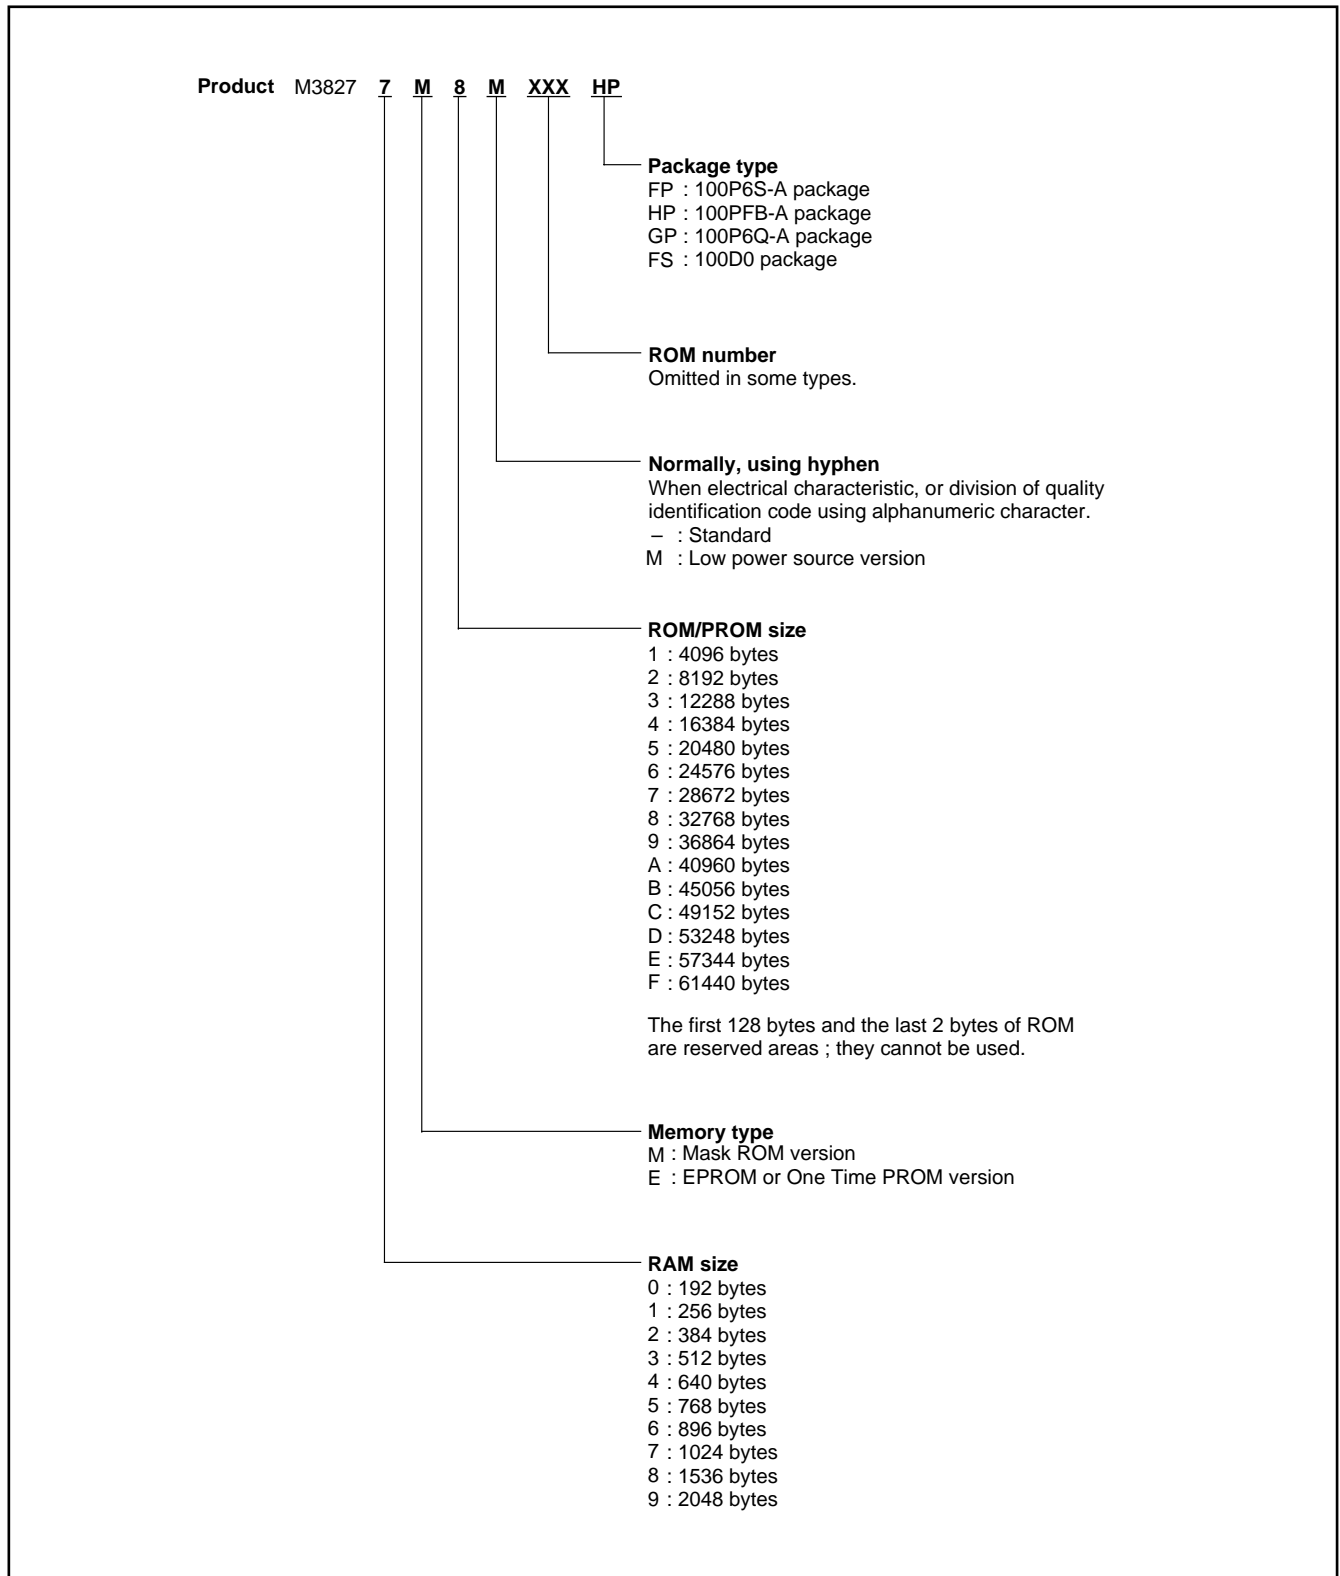 Product M3827 7 M 8 M XXX HP
Package type
FP : 100P6S-A package
HP : 100PFB-A package
GP : 100P6Q-A package
FS : 100D0 package
ROM number
Omitted in some types.
Normally, using hyphen
When electrical characteristic, or division of quality
identification code using alphanumeric character.
– : Standard
M : Low power source version
ROM/PROM size
1 : 4096 bytes
2 : 8192 bytes
3 : 12288 bytes
4 : 16384 bytes
5 : 20480 bytes
6 : 24576 bytes
7 : 28672 bytes
8 : 32768 bytes
9 : 36864 bytes
A : 40960 bytes
B : 45056 bytes
C : 49152 bytes
D : 53248 bytes
E : 57344 bytes
F : 61440 bytes
The first 128 bytes and the last 2 bytes of ROM
are reserved areas ; they cannot be used.
Memory type
M : Mask ROM version
E : EPROM or One Time PROM version
RAM size
0 : 192 bytes
1 : 256 bytes
2 : 384 bytes
3 : 512 bytes
4 : 640 bytes
5 : 768 bytes
6 : 896 bytes
7 : 1024 bytes
8 : 1536 bytes
9 : 2048 bytes